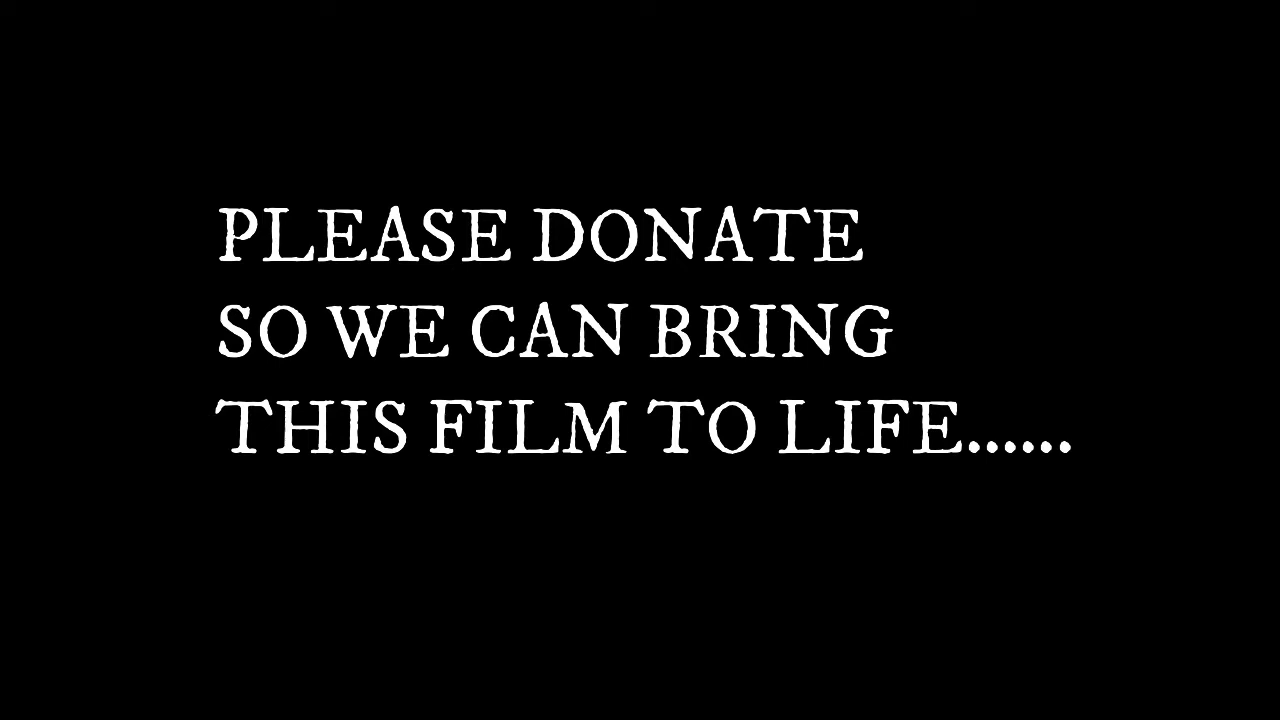 PLEASE DONATE
SO WE CAN BRING
THIS FILM TO LIFE......